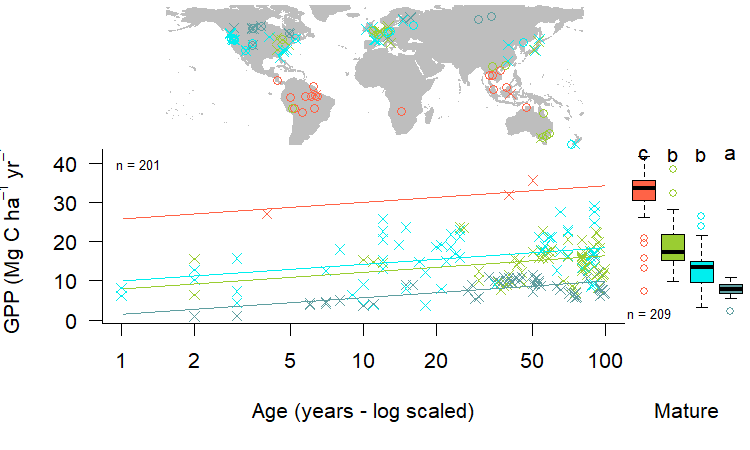 c b b a
n = 201
40
30
20
10
0
GPP (Mg C ha⁻¹ yr⁻
n = 209
1 2 5 10 20 50 100
Age (years - log scaled)
Mature